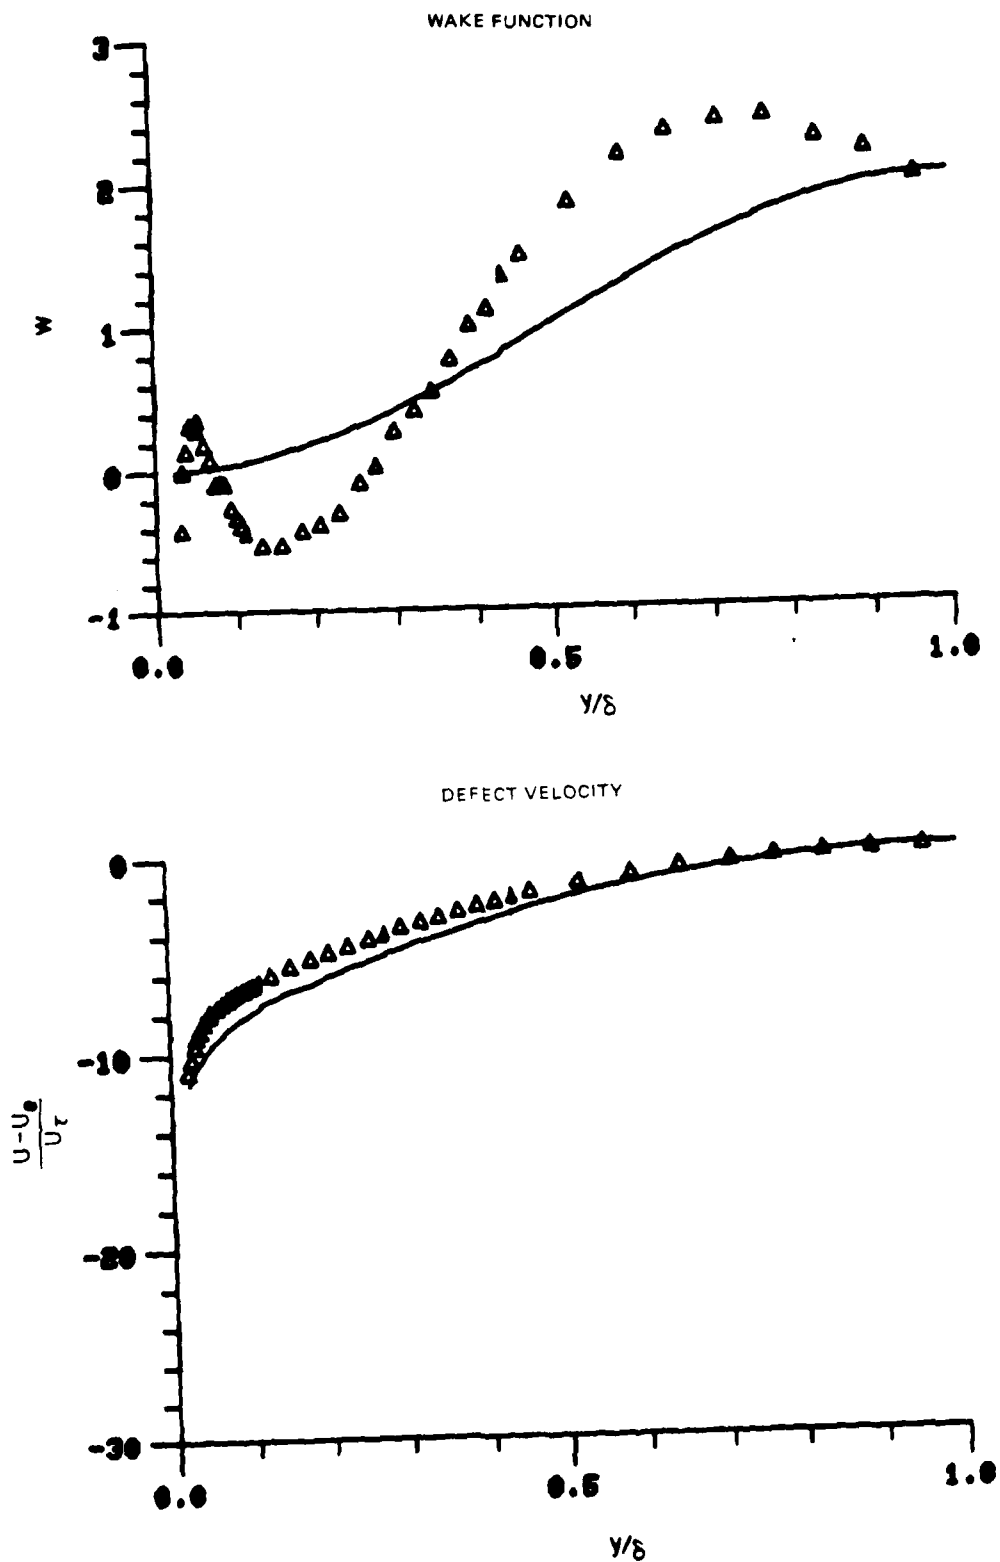 WAKE FUNCTION
3
2
W
1
0
-1
0.0
0.5
1.0
y/δ
DEFECT VELOCITY
0
-10
U-Ue
Uτ
-20
-30
0.0
0.5
1.0
y/δ